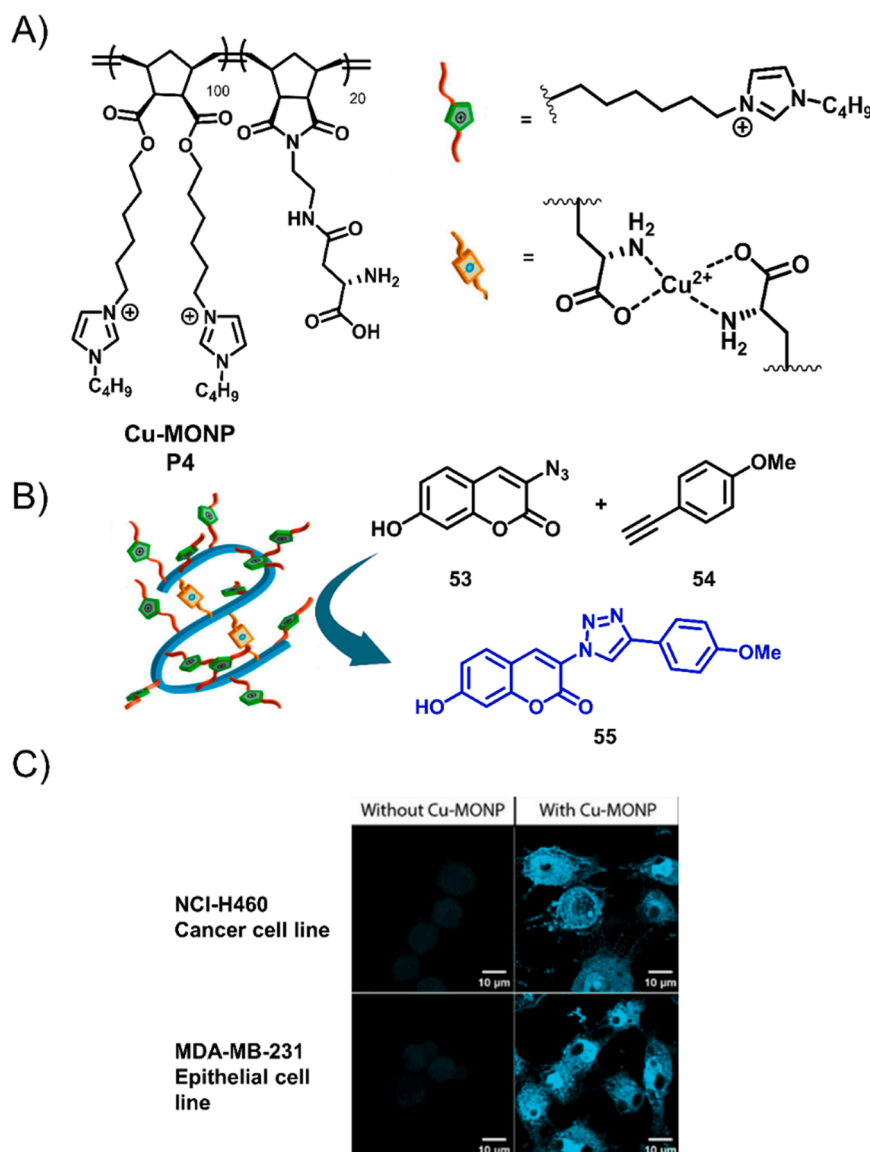 A)
100
20
O
O
O
O
O
N
O
HN
O
NH2
O
OH
N
N
C4H9
N
N
C4H9
Cu-MONP
P4
=
N
N
C4H9
=
H2
N
O
O
Cu2+
O
O
N
H2
B)
HO
O
O
N3
53
+
OMe
54
HO
O
O
N
N
N
OMe
55
C)
Without Cu-MONP
With Cu-MONP
NCI-H460
Cancer cell line
10 µm
10 µm
MDA-MB-231
Epithelial cell
line
10 µm
10 µm